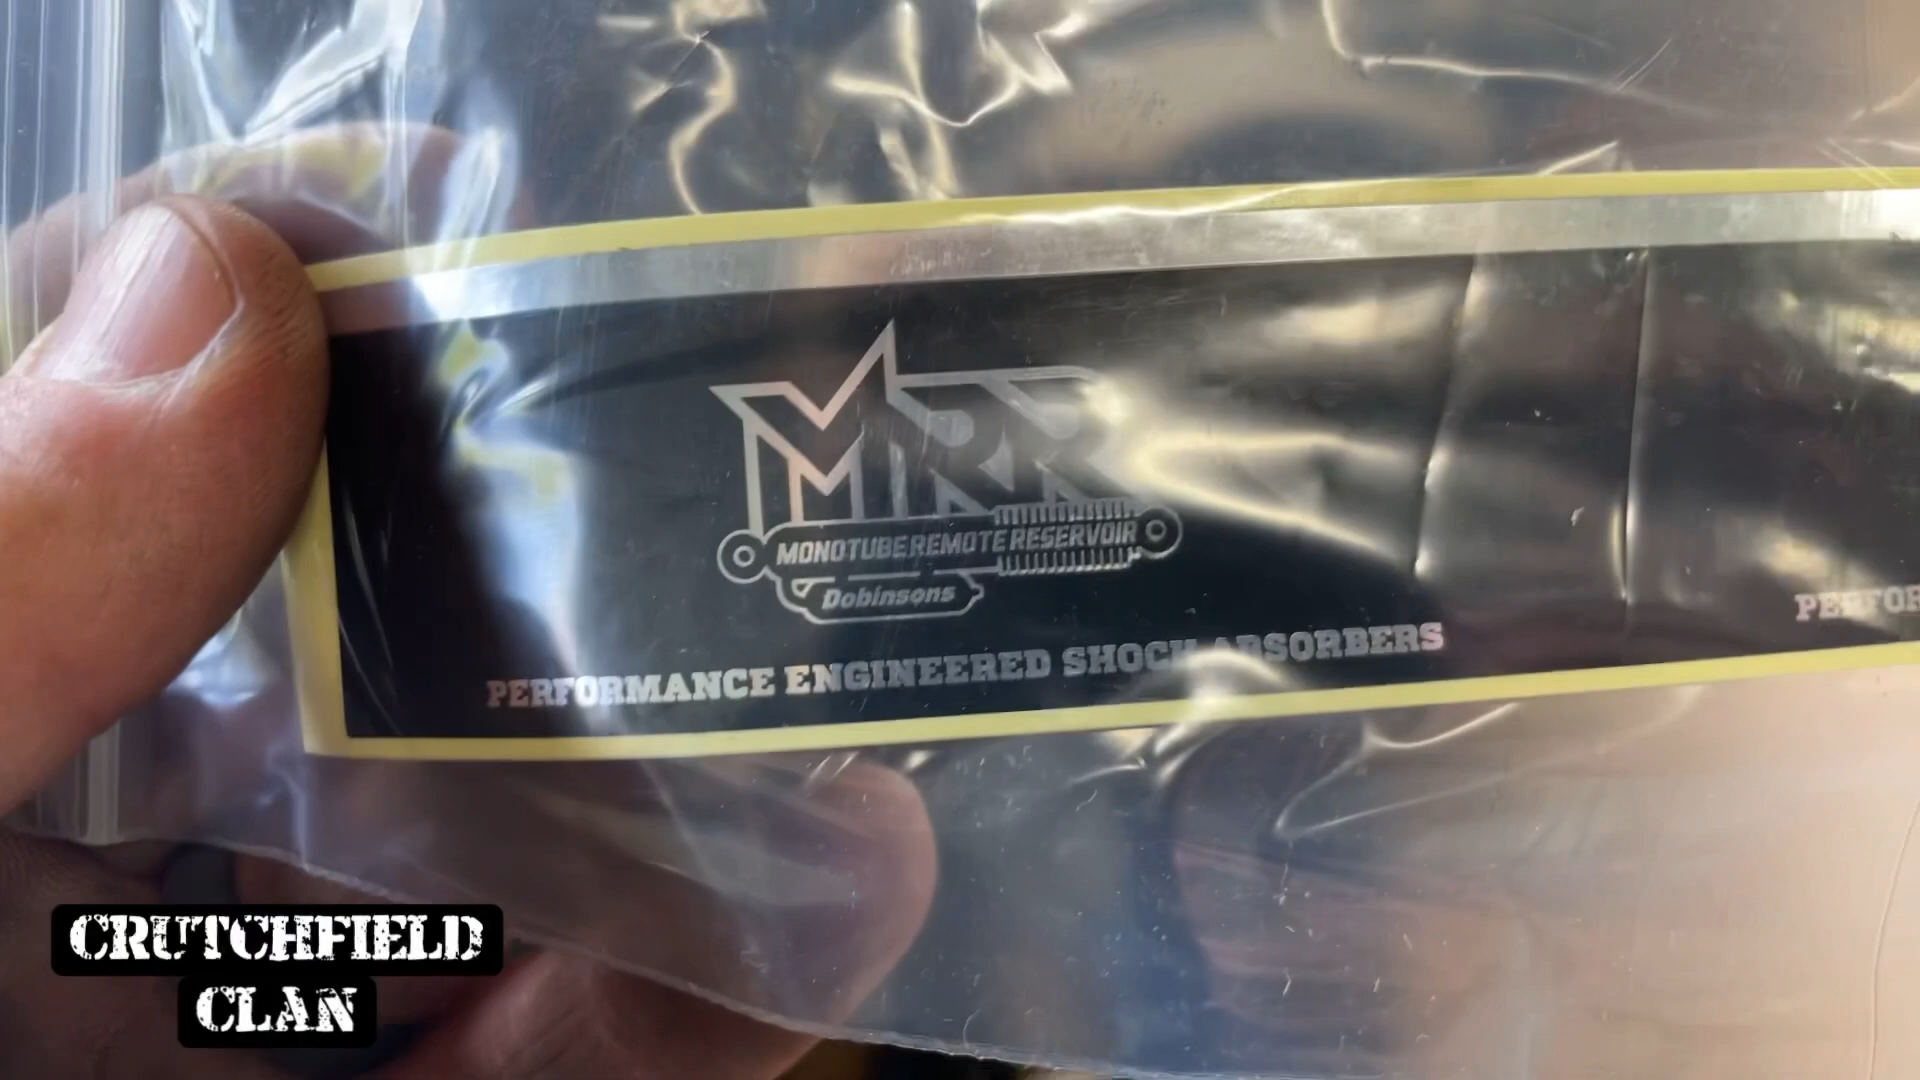 MRR
MONOTUBE REMOTE RESERVOIR
Dobinsons
PERFORMANCE ENGINEERED SHOCK ABSORBERS
CRUTCHFIELD
CLAN